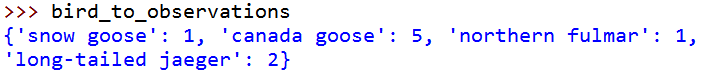 >>> bird_to_observations
{'snow goose': 1, 'canada goose': 5, 'northern fulmar': 1,
'long-tailed jaeger': 2}